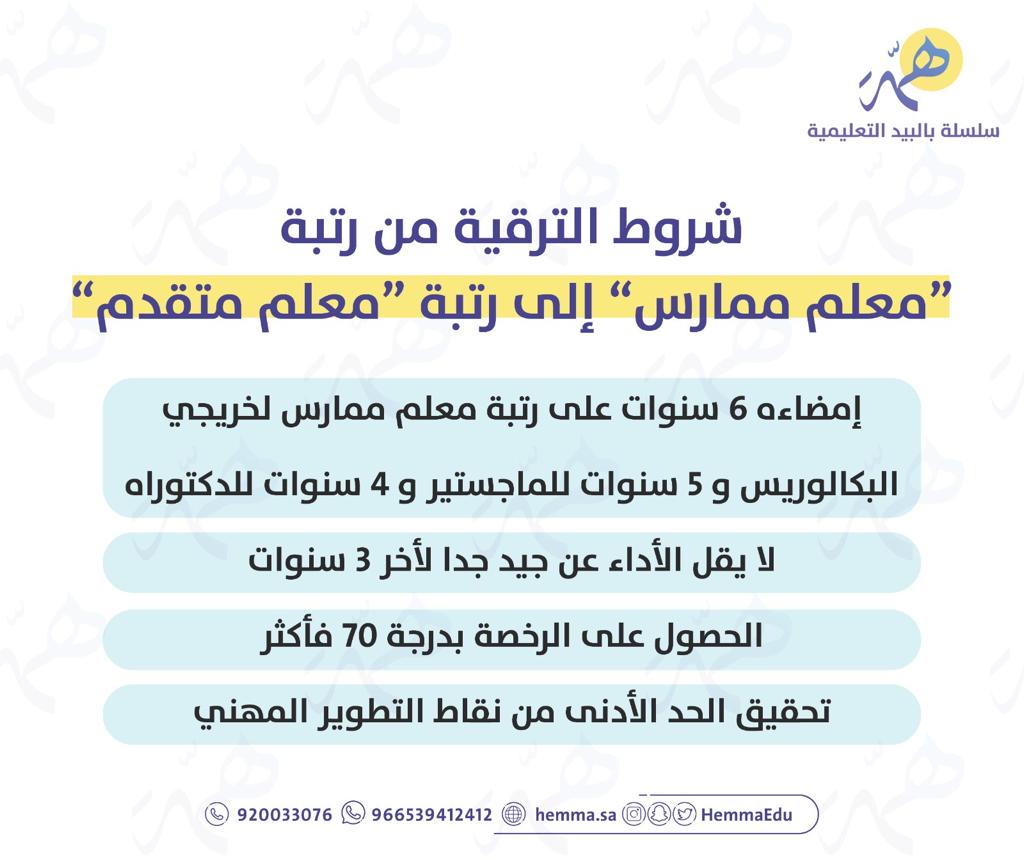 همّة
سلسلة بالبيد التعليمية
شروط الترقية من رتبة
”معلم ممارس“ إلى رتبة ”معلم متقدم“
إمضاءه 6 سنوات على رتبة معلم ممارس لخريجي
البكالوريس و 5 سنوات للماجستير و 4 سنوات للدكتوراه
لا يقل الأداء عن جيد جدا لأخر 3 سنوات
الحصول على الرخصة بدرجة 70 فأكثر
تحقيق الحد الأدنى من نقاط التطوير المهني
920033076 966539412412 hemma.sa HemmaEdu